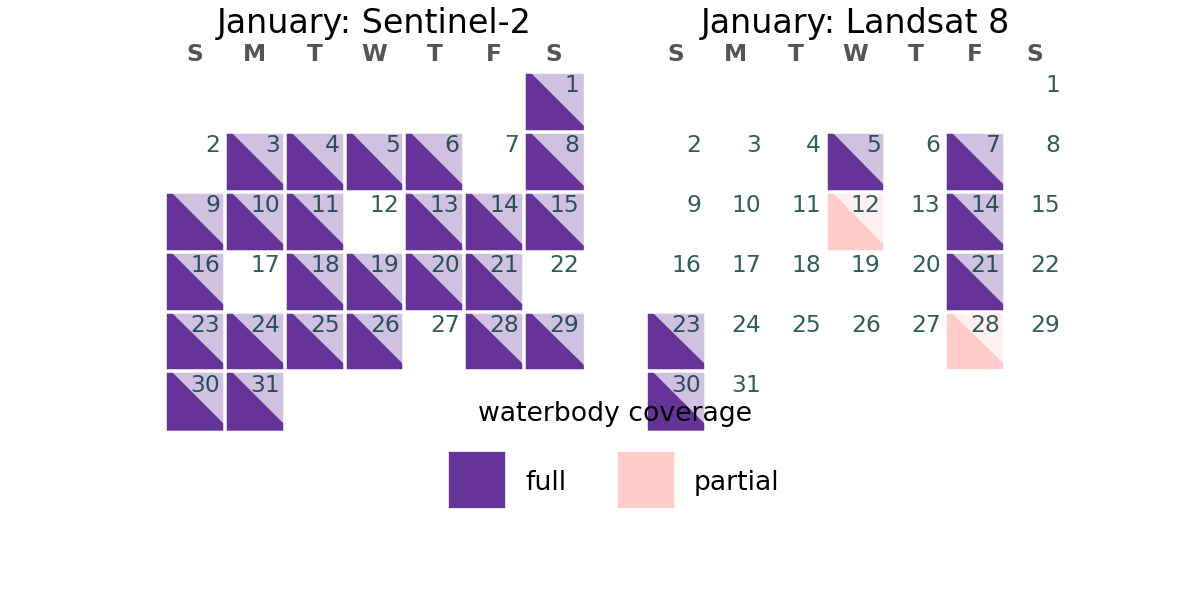 January: Sentinel-2
S M T W T F S
1
2 3 4 5 6 7 8
9 10 11 12 13 14 15
16 17 18 19 20 21 22
23 24 25 26 27 28 29
30 31
January: Landsat 8
S M T W T F S
1
2 3 4 5 6 7 8
9 10 11 12 13 14 15
16 17 18 19 20 21 22
23 24 25 26 27 28 29
30 31
waterbody coverage
full partial